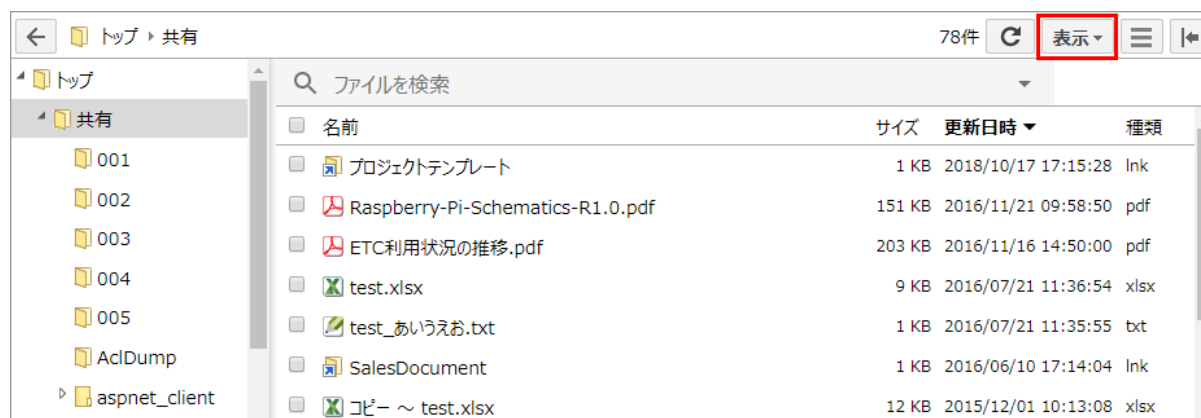 トップ 共有 78件 表示
トップ
共有
001
002
003
004
005
AclDump
aspnet_client
ファイルを検索
名前 サイズ 更新日時 種類
プロジェクトテンプレート 1 KB 2018/10/17 17:15:28 lnk
Raspberry-Pi-Schematics-R1.0.pdf 151 KB 2016/11/21 09:58:50 pdf
ETC利用状況の推移.pdf 203 KB 2016/11/16 14:50:00 pdf
test.xlsx 9 KB 2016/07/21 11:36:54 xlsx
test_あいうえお.txt 1 KB 2016/07/21 11:35:55 txt
SalesDocument 1 KB 2016/06/10 17:14:04 lnk
コピー ～ test.xlsx 12 KB 2015/12/01 10:13:08 xlsx